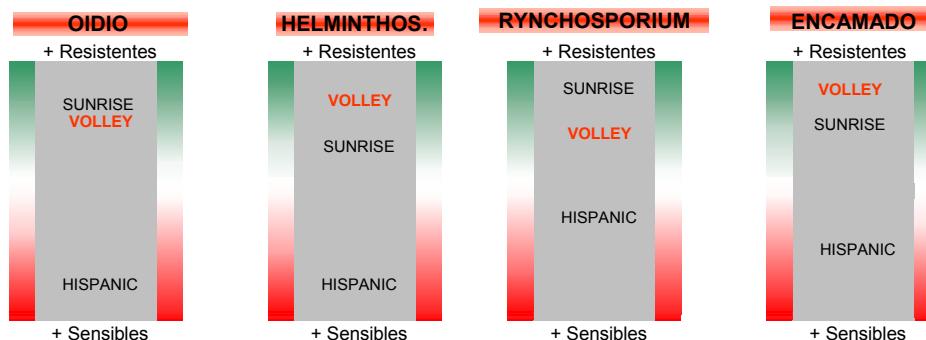 OIDIO
+ Resistentes
SUNRISE
VOLLEY
HISPANIC
+ Sensibles
HELMINTHOS.
+ Resistentes
VOLLEY
SUNRISE
HISPANIC
+ Sensibles
RYNCHOSPORIUM
+ Resistentes
SUNRISE
VOLLEY
HISPANIC
+ Sensibles
ENCAMADO
+ Resistentes
VOLLEY
SUNRISE
HISPANIC
+ Sensibles